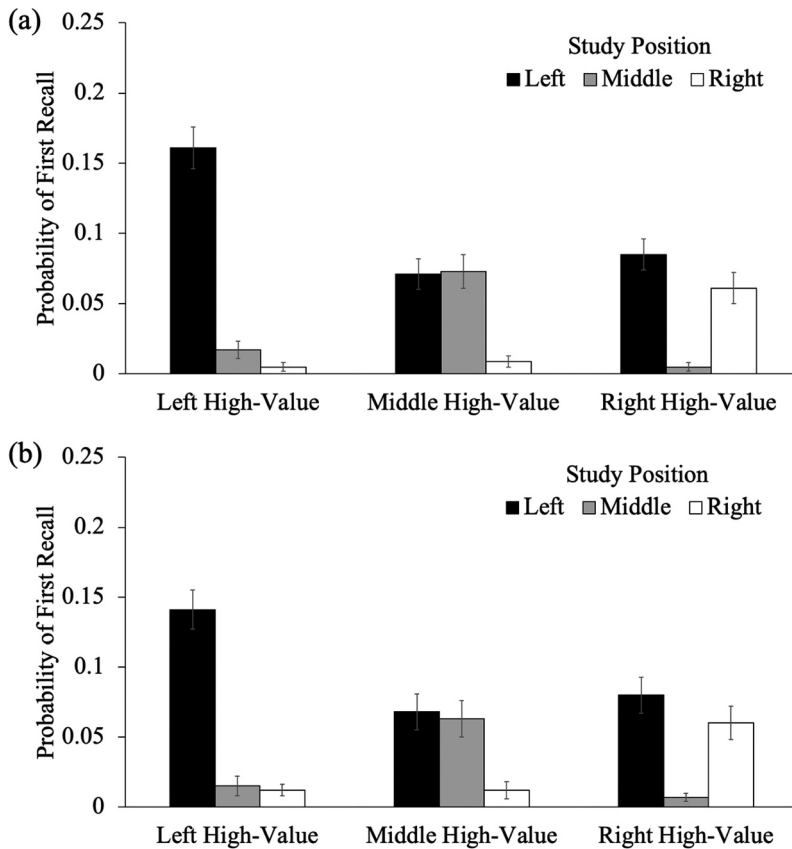 (a)
Probability of First Recall
0.25
0.2
0.15
0.1
0.05
0
Study Position
Left Middle Right
Left High-Value Middle High-Value Right High-Value
(b)
Probability of First Recall
0.25
0.2
0.15
0.1
0.05
0
Study Position
Left Middle Right
Left High-Value Middle High-Value Right High-Value